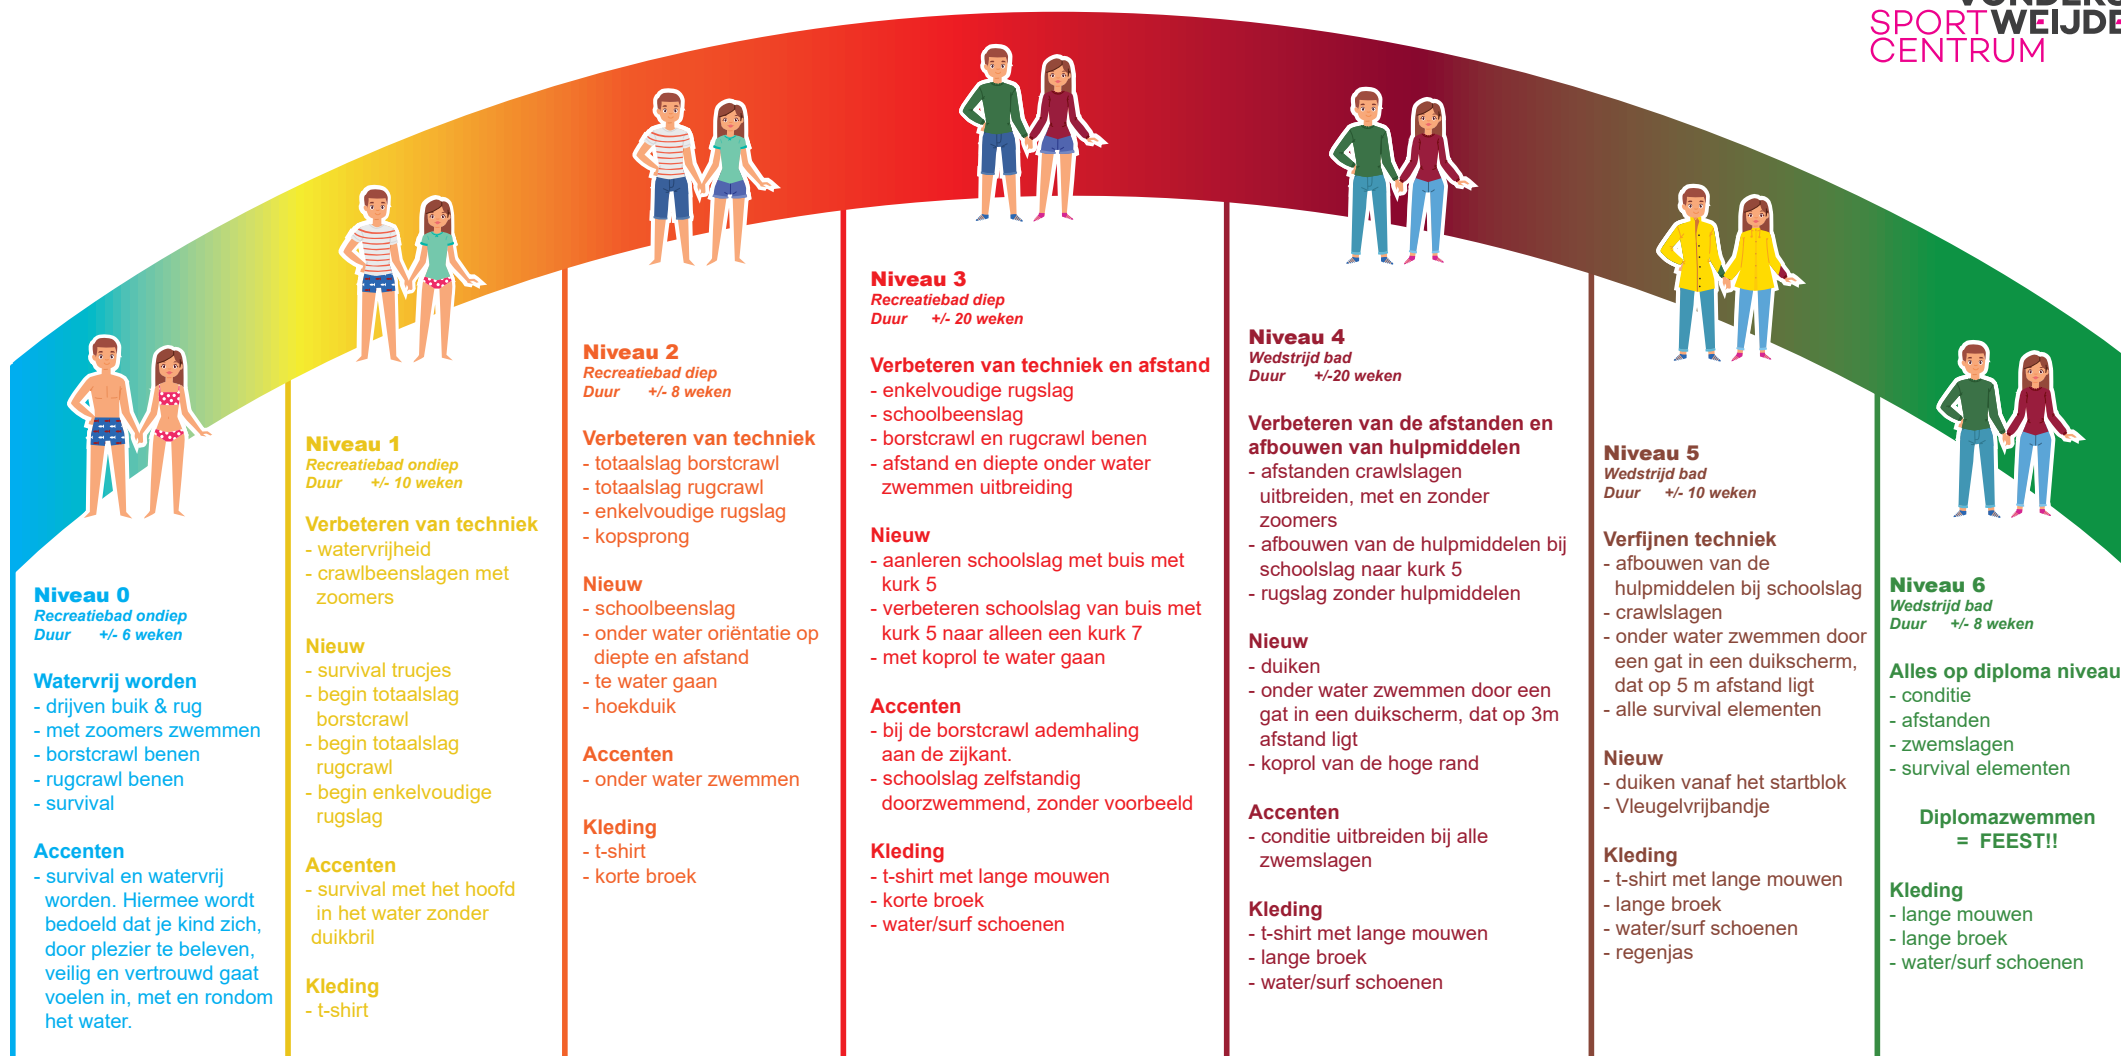 SPORT WEIJDE
CENTRUM
Niveau 0
Recreatiebad ondiep
Duur +/- 6 weken
Watervrij worden
- drijven buik & rug
- met zoomers zwemmen
- borstcrawl benen
- rugcrawl benen
- survival
Accenten
- survival en watervrij
worden. Hiermee wordt
bedoeld dat je kind zich,
door plezier te beleven,
veilig en vertrouwd gaat
voelen in, met en rondom
het water.
Niveau 1
Recreatiebad ondiep
Duur +/- 10 weken
Verbeteren van techniek
- watervrijheid
- crawlbeenslagen met
zoomers
Nieuw
- survival trucjes
- begin totaalslag
borstcrawl
- begin totaalslag
rugcrawl
- begin enkelvoudige
rugslag
Accenten
- survival met het hoofd
in het water zonder
duikbril
Kleding
- t-shirt
Niveau 2
Recreatiebad diep
Duur +/- 8 weken
Verbeteren van techniek
- totaalslag borstcrawl
- totaalslag rugcrawl
- enkelvoudige rugslag
- kopsprong
Nieuw
- schoolbeenslag
- onder water oriëntatie op
diepte en afstand
- te water gaan
- hoekduik
Accenten
- onder water zwemmen
Kleding
- t-shirt
- korte broek
Niveau 3
Recreatiebad diep
Duur +/- 20 weken
Verbeteren van techniek en afstand
- enkelvoudige rugslag
- schoolbeenslag
- borstcrawl en rugcrawl benen
- afstand en diepte onder water
zwemmen uitbreiding
Nieuw
- aanleren schoolslag met buis met
kurk 5
- verbeteren schoolslag van buis met
kurk 5 naar alleen een kurk 7
- met koprol te water gaan
Accenten
- bij de borstcrawl ademhaling
aan de zijkant.
- schoolslag zelfstandig
doorzwemmend, zonder voorbeeld
Kleding
- t-shirt met lange mouwen
- korte broek
- water/surf schoenen
Niveau 4
Wedstrijd bad
Duur +/-20 weken
Verbeteren van de afstanden en
afbouwen van hulpmiddelen
- afstanden crawlslagen
uitbreiden, met en zonder
zoomers
- afbouwen van de hulpmiddelen bij
schoolslag naar kurk 5
- rugslag zonder hulpmiddelen
Nieuw
- duiken
- onder water zwemmen door een
gat in een duikscherm, dat op 3m
afstand ligt
- koprol van de hoge rand
Accenten
- conditie uitbreiden bij alle
zwemslagen
Kleding
- t-shirt met lange mouwen
- lange broek
- water/surf schoenen
Niveau 5
Wedstrijd bad
Duur +/- 10 weken
Verfijnen techniek
- afbouwen van de
hulpmiddelen bij schoolslag
- crawlslagen
- onder water zwemmen door
een gat in een duikscherm,
dat op 5 m afstand ligt
- alle survival elementen
Nieuw
- duiken vanaf het startblok
- Vleugelvrijbandje
Kleding
- t-shirt met lange mouwen
- lange broek
- water/surf schoenen
- regenjas
Niveau 6
Wedstrijd bad
Duur +/- 8 weken
Alles op diploma niveau
- conditie
- afstanden
- zwemslagen
- survival elementen
Diplomazwemmen
= FEEST!!
Kleding
- lange mouwen
- lange broek
- water/surf schoenen